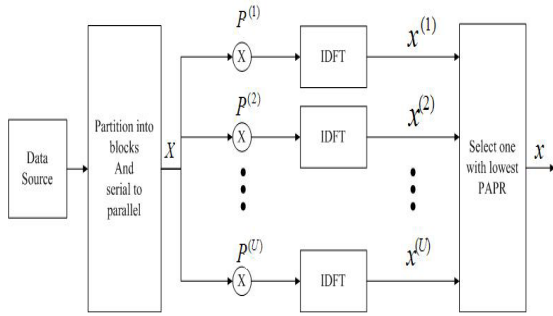 Data
Source
Partition into
blocks
And
serial to
parallel
X
P^(1)
X
IDFT
x^(1)
P^(2)
X
IDFT
x^(2)
P^(U)
X
IDFT
x^(U)
Select one
with lowest
PAPR
x